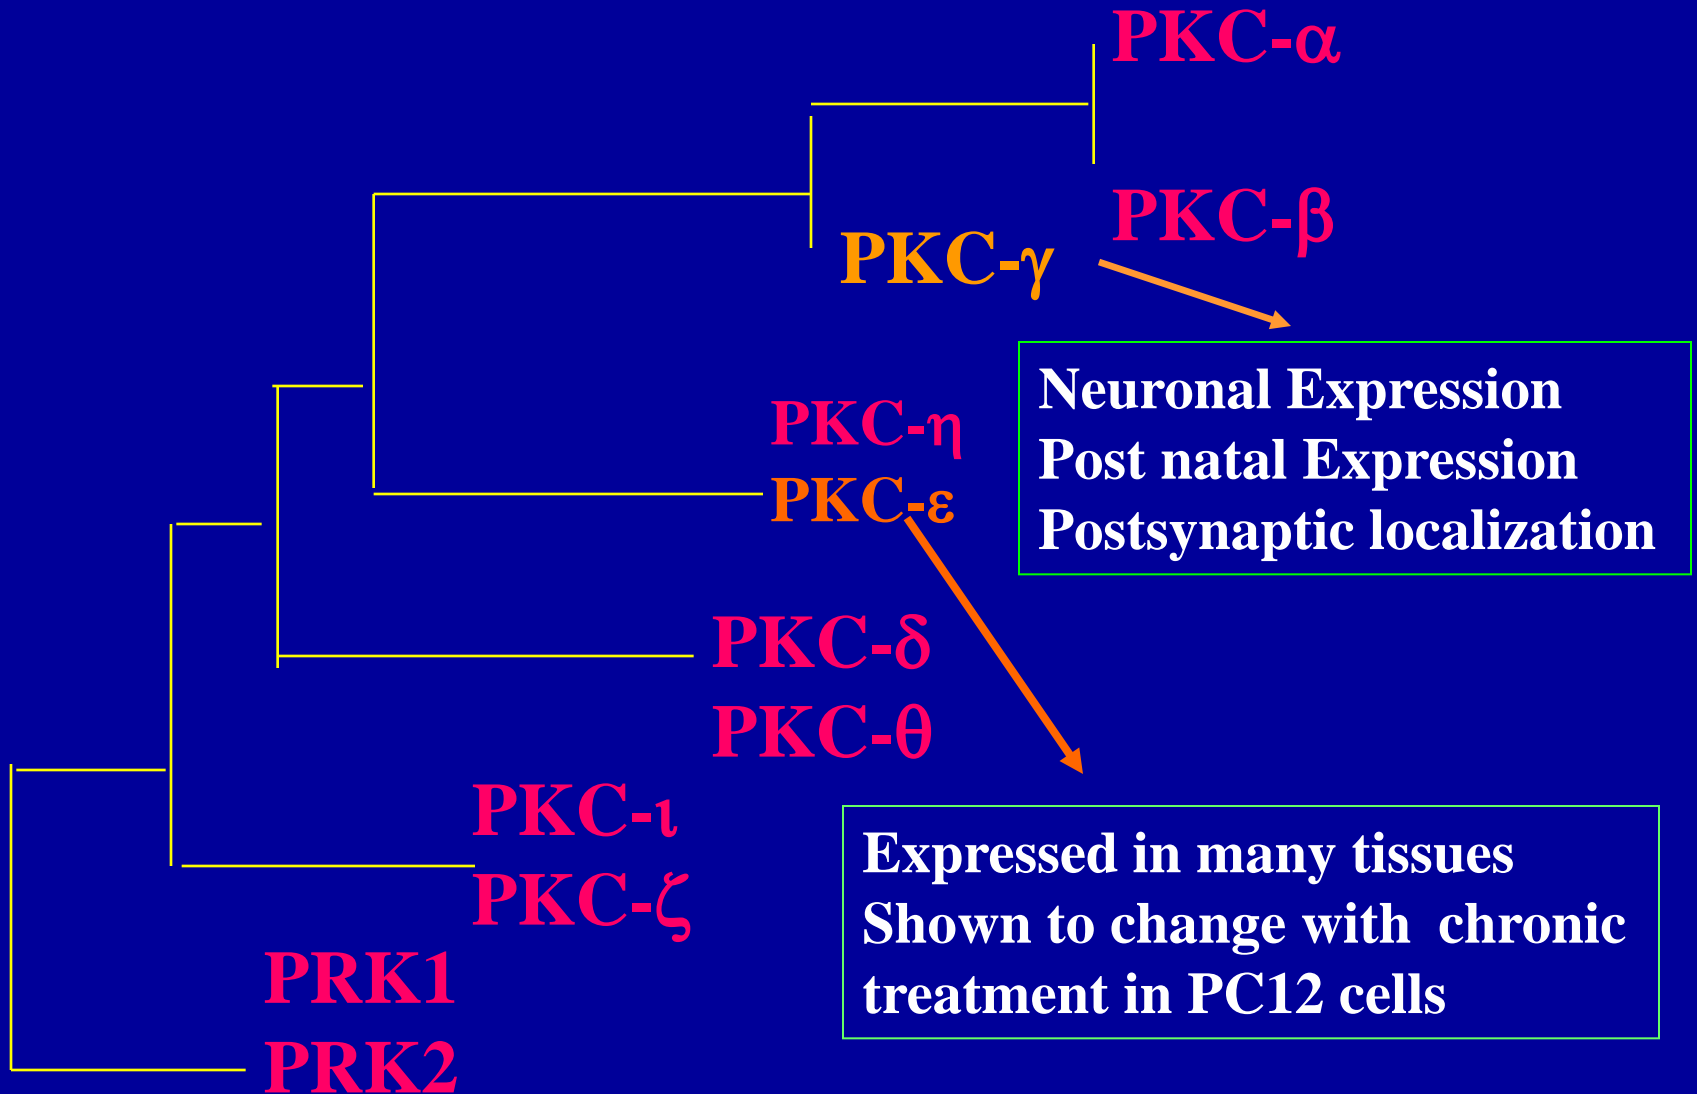 PKC-α
PKC-β
PKC-γ
Neuronal Expression
Post natal Expression
Postsynaptic localization
PKC-η
PKC-ε
PKC-δ
PKC-θ
PKC-ι
PKC-ζ
Expressed in many tissues
Shown to change with  chronic
treatment in PC12 cells
PRK1
PRK2